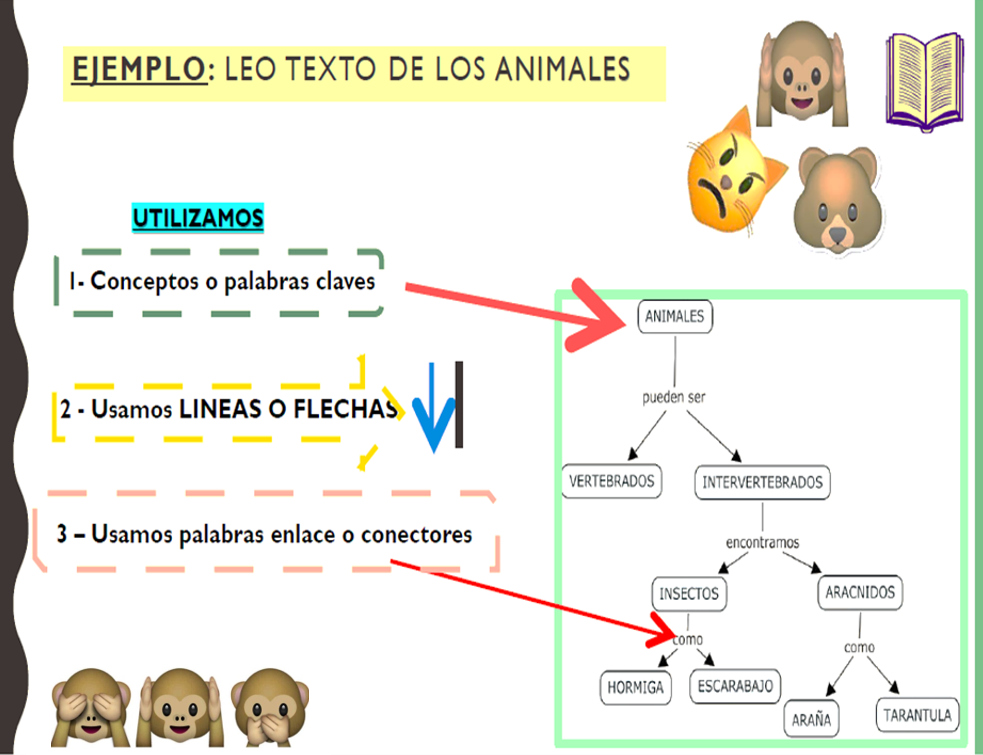 EJEMPLO: LEO TEXTO DE LOS ANIMALES
UTILIZAMOS
1- Conceptos o palabras claves
2 - Usamos LINEAS O FLECHAS
3 – Usamos palabras enlace o conectores
ANIMALES
pueden ser
VERTEBRADOS
INTERVERTEBRADOS
encontramos
INSECTOS
ARACNIDOS
como
como
HORMIGA
ESCARABAJO
ARAÑA
TARANTULA